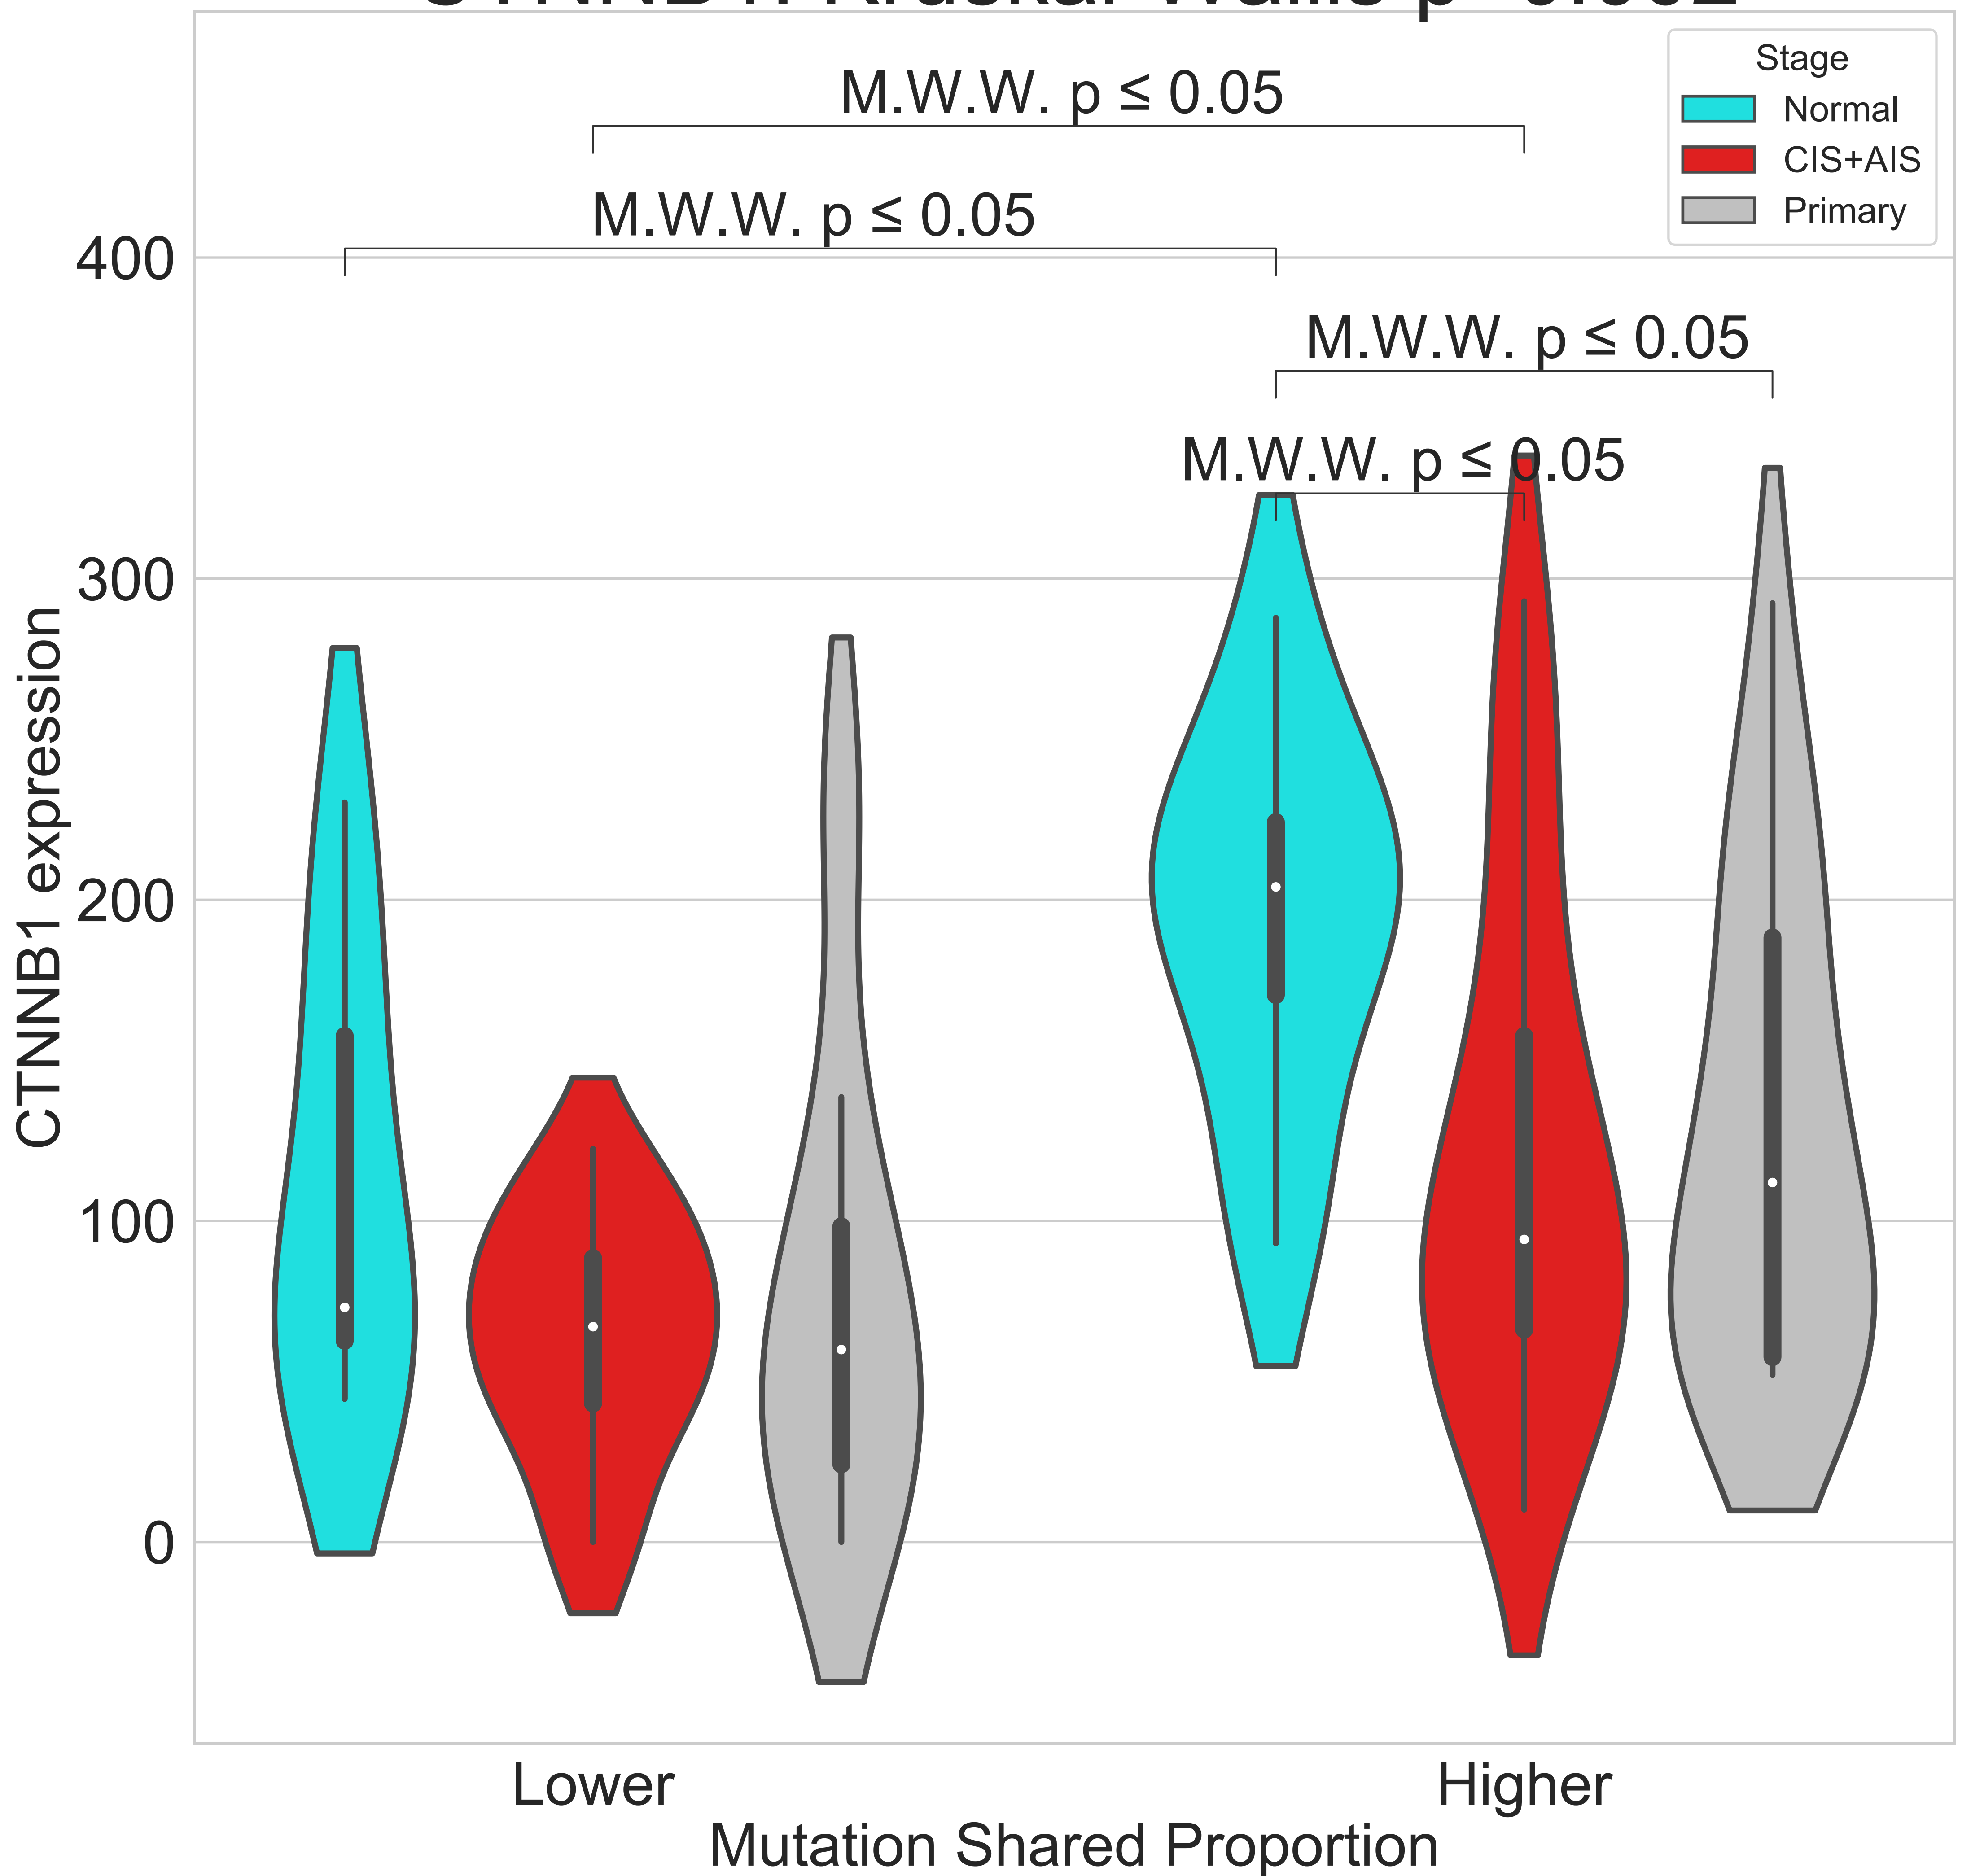 Stage
Normal
CIS+AIS
Primary
M.W.W. p ≤ 0.05
M.W.W. p ≤ 0.05
M.W.W. p ≤ 0.05
M.W.W. p ≤ 0.05
400
300
200
100
0
CTNNB1 expression
Lower
Higher
Mutation Shared Proportion